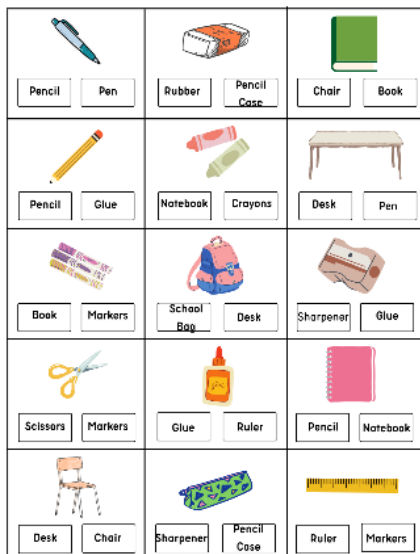 Pencil Pen
Rubber Pencil Case
Chair Book
Pencil Glue
Notebook Crayons
Desk Pen
Book Markers
School Bag Desk
Sharpener Glue
Scissors Markers
Glue Ruler
Pencil Notebook
Desk Chair
Sharpener Pencil Case
Ruler Markers